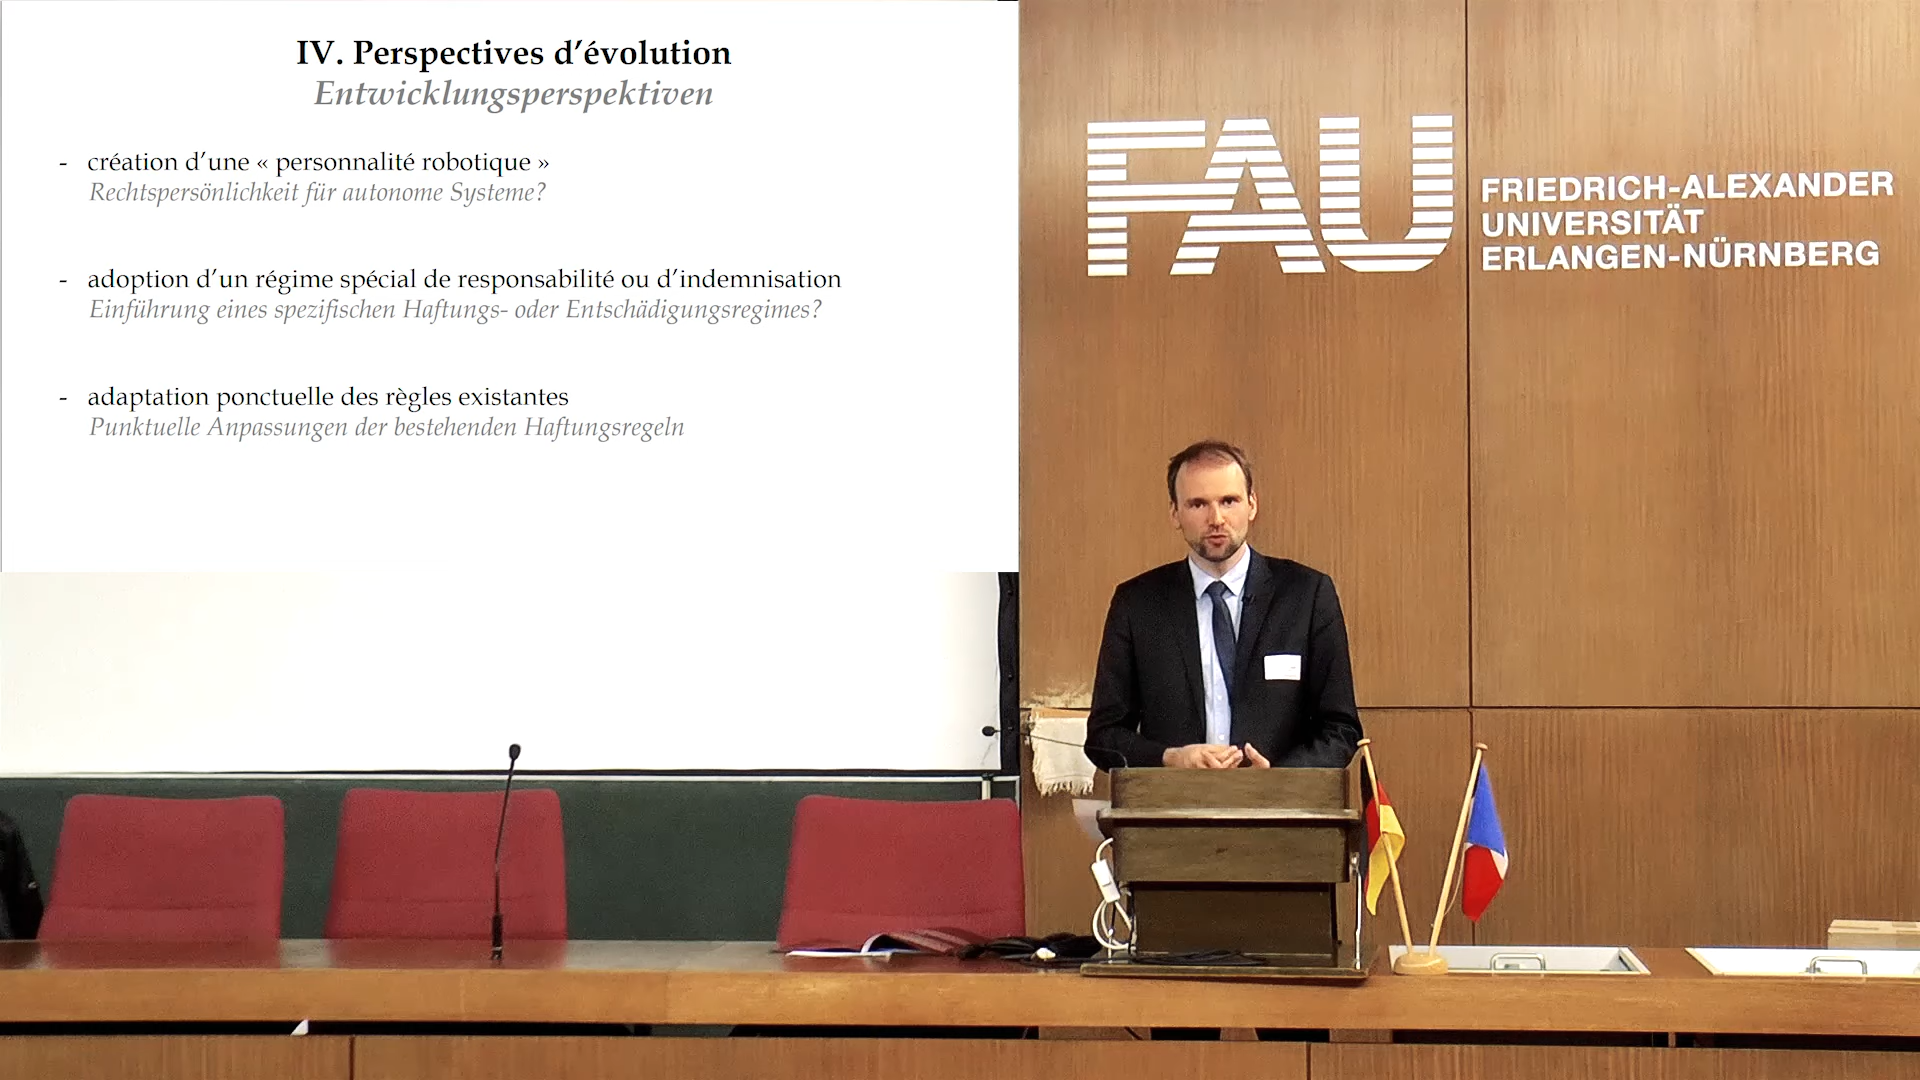 IV. Perspectives d’évolution
Entwicklungsperspektiven
- création d’une « personnalité robotique »
Rechtspersönlichkeit für autonome Systeme?
- adoption d’un régime spécial de responsabilité ou d’indemnisation
Einführung eines spezifischen Haftungs- oder Entschädigungsregimes?
- adaptation ponctuelle des règles existantes
Punktuelle Anpassungen der bestehenden Haftungsregeln
FAU
FRIEDRICH-ALEXANDER
UNIVERSITÄT
ERLANGEN-NÜRNBERG